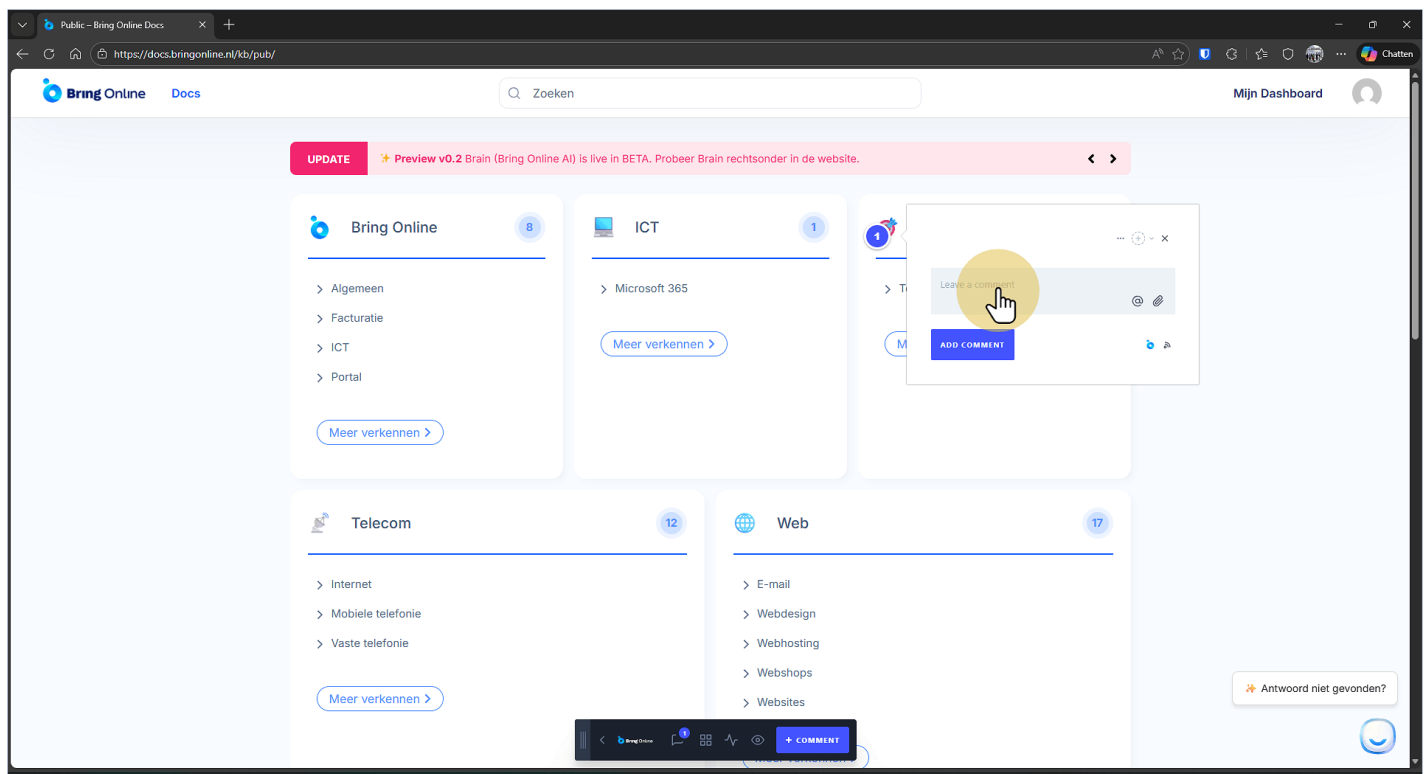 Public – Bring Online Docs
https://docs.bringonline.nl/kb/pub/
Chatten
Bring Online
Docs
Zoeken
Mijn Dashboard
UPDATE
Preview v0.2 Brain (Bring Online AI) is live in BETA. Probeer Brain rechtsonder in de website.
Bring Online
8
Algemeen
Facturatie
ICT
Portal
Meer verkennen
ICT
1
Microsoft 365
Meer verkennen
1
Leave a comment
@
ADD COMMENT
Telecom
12
Internet
Mobiele telefonie
Vaste telefonie
Meer verkennen
Web
17
E-mail
Webdesign
Webhosting
Webshops
Websites
Antwoord niet gevonden?
Bring Online
1
+ COMMENT